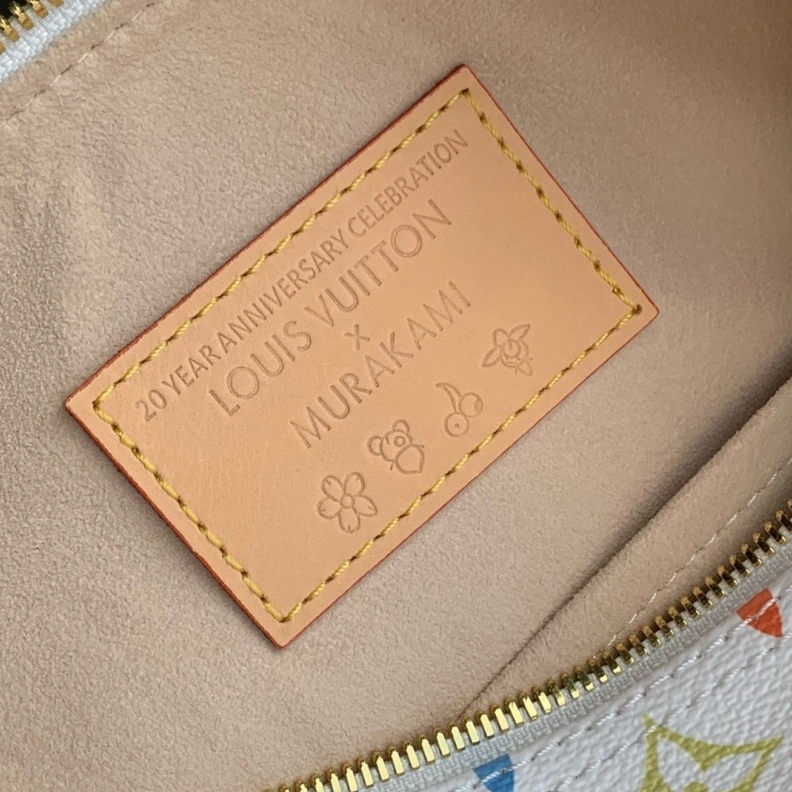 20 YEAR ANNIVERSARY CELEBRATION
LOUIS VUITTON
X
MURAKAMI